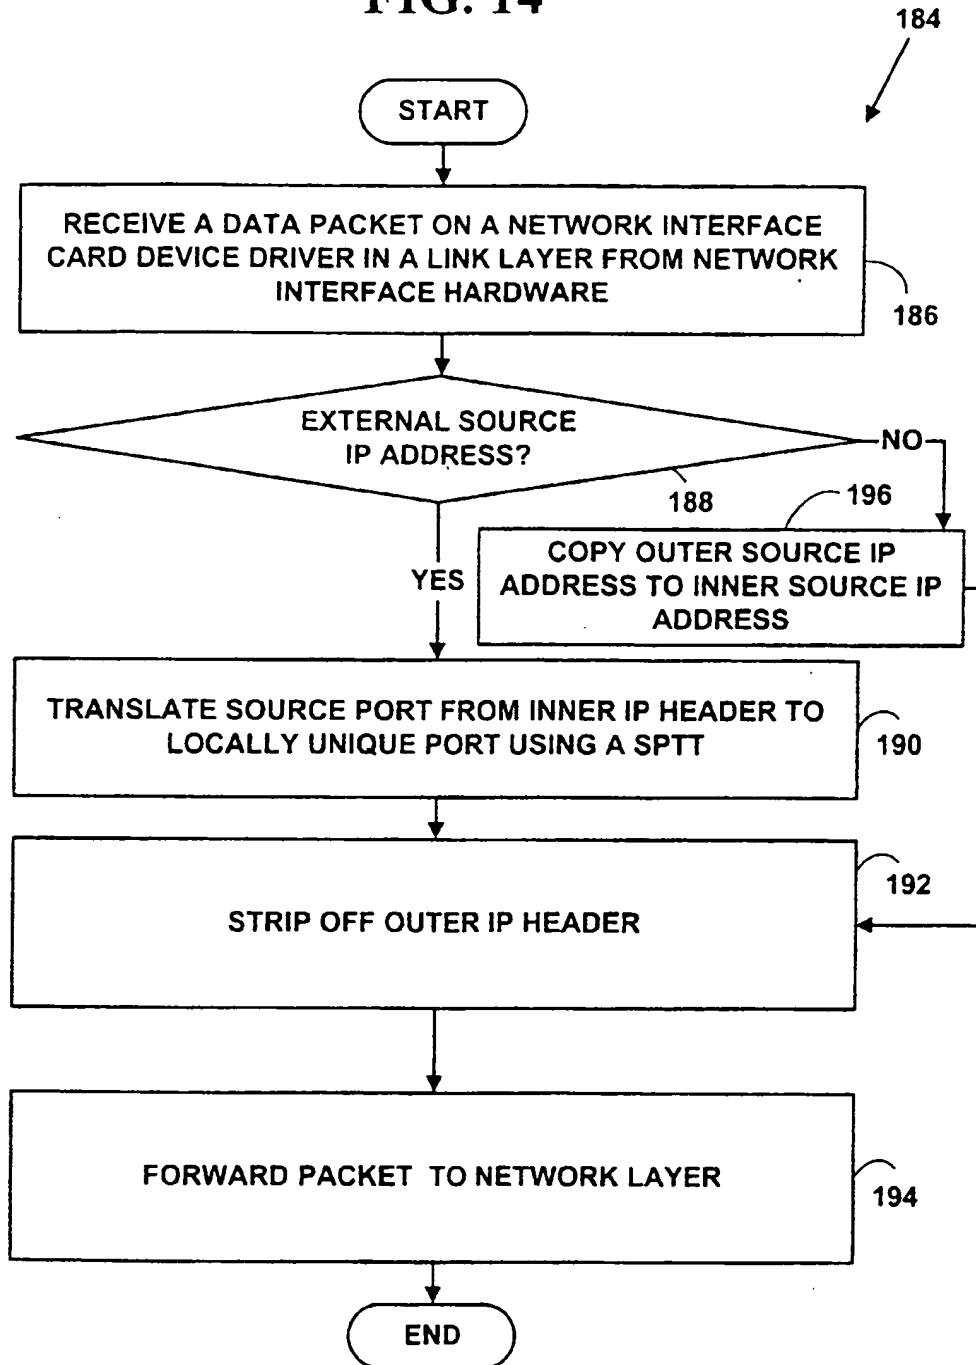 FIG. 14
184
START
RECEIVE A DATA PACKET ON A NETWORK INTERFACE
CARD DEVICE DRIVER IN A LINK LAYER FROM NETWORK
INTERFACE HARDWARE
186
EXTERNAL SOURCE
IP ADDRESS?
NO
188
196
COPY OUTER SOURCE IP
ADDRESS TO INNER SOURCE IP
ADDRESS
YES
TRANSLATE SOURCE PORT FROM INNER IP HEADER TO
LOCALLY UNIQUE PORT USING A SPTT
190
192
STRIP OFF OUTER IP HEADER
FORWARD PACKET TO NETWORK LAYER
194
END